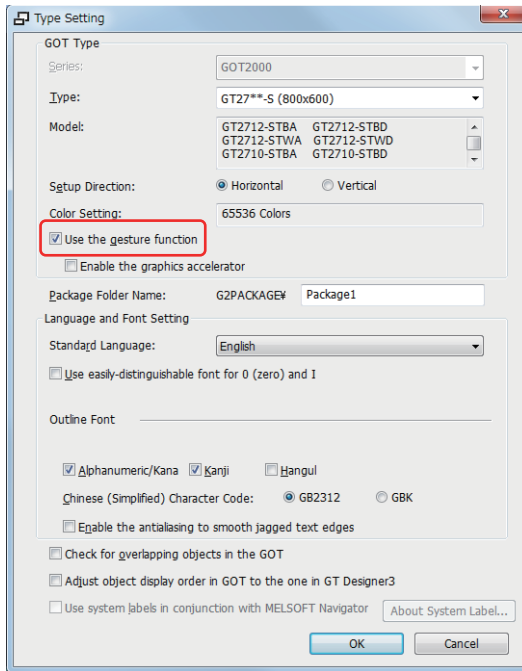 Type Setting
GOT Type
Series: GOT2000
Type: GT27**-S (800x600)
Model: GT2712-STBA GT2712-STBD
GT2712-STWA GT2712-STWD
GT2710-STBA GT2710-STBD
Setup Direction: Horizontal Vertical
Color Setting: 65536 Colors
Use the gesture function
Enable the graphics accelerator
Package Folder Name: G2PACKAGE¥ Package1
Language and Font Setting
Standard Language: English
Use easily-distinguishable font for 0 (zero) and I
Outline Font
Alphanumeric/Kana Kanji Hangul
Chinese (Simplified) Character Code: GB2312 GBK
Enable the antialiasing to smooth jagged text edges
Check for overlapping objects in the GOT
Adjust object display order in GOT to the one in GT Designer3
Use system labels in conjunction with MELSOFT Navigator About System Label...
OK Cancel